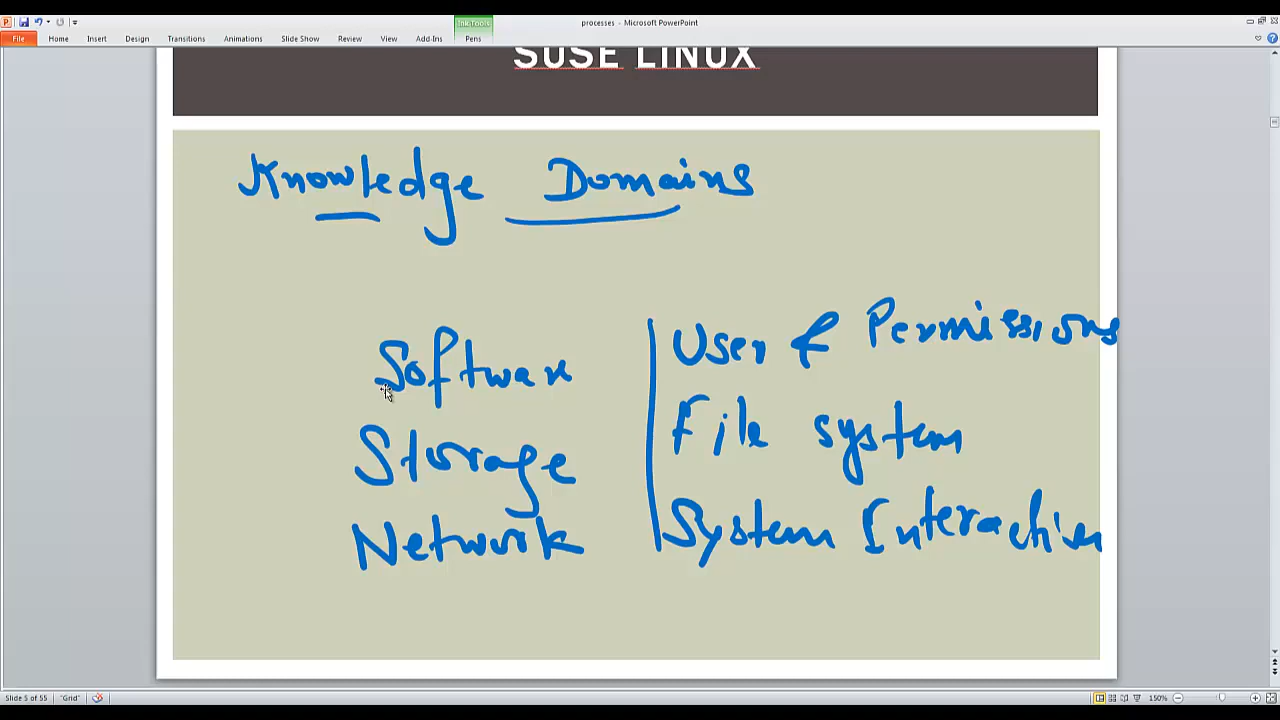 processes - Microsoft PowerPoint
Ink Tools
File Home Insert Design Transitions Animations Slide Show Review View Add-Ins Pens
SUSE LINUX
Knowledge Domains
Software
Storage
Network
User & Permissions
File system
System Interaction
Slide 5 of 55 "Grid" 150%